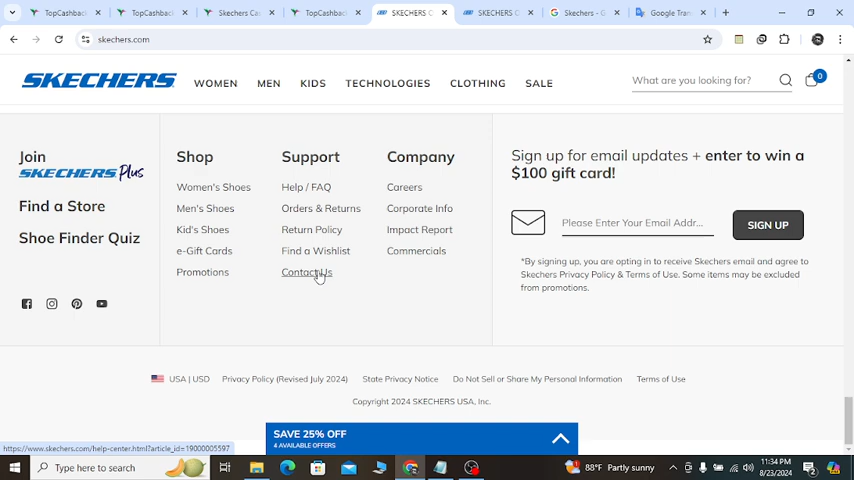 TopCashback
TopCashback
Skechers Ca
TopCashback
SKECHERS C
SKECHERS C
Skechers - G
Google Tran
skechers.com
SKECHERS
WOMEN
MEN
KIDS
TECHNOLOGIES
CLOTHING
SALE
What are you looking for?
0
Join
SKECHERS Plus
Find a Store
Shoe Finder Quiz
Shop
Women's Shoes
Men's Shoes
Kid's Shoes
e-Gift Cards
Promotions
Support
Help / FAQ
Orders & Returns
Return Policy
Find a Wishlist
Contact Us
Company
Careers
Corporate Info
Impact Report
Commercials
Sign up for email updates + enter to win a
$100 gift card!
Please Enter Your Email Addr...
SIGN UP
*By signing up, you are opting in to receive Skechers email and agree to
Skechers Privacy Policy & Terms of Use. Some items may be excluded
from promotions.
USA | USD
Privacy Policy (Revised July 2024)
State Privacy Notice
Do Not Sell or Share My Personal Information
Terms of Use
Copyright 2024 SKECHERS USA, Inc.
SAVE 25% OFF
4 AVAILABLE OFFERS
https://www.skechers.com/help-center.html?article_id=19000005597
Type here to search
88°F Partly sunny
11:34 PM
8/23/2024
2